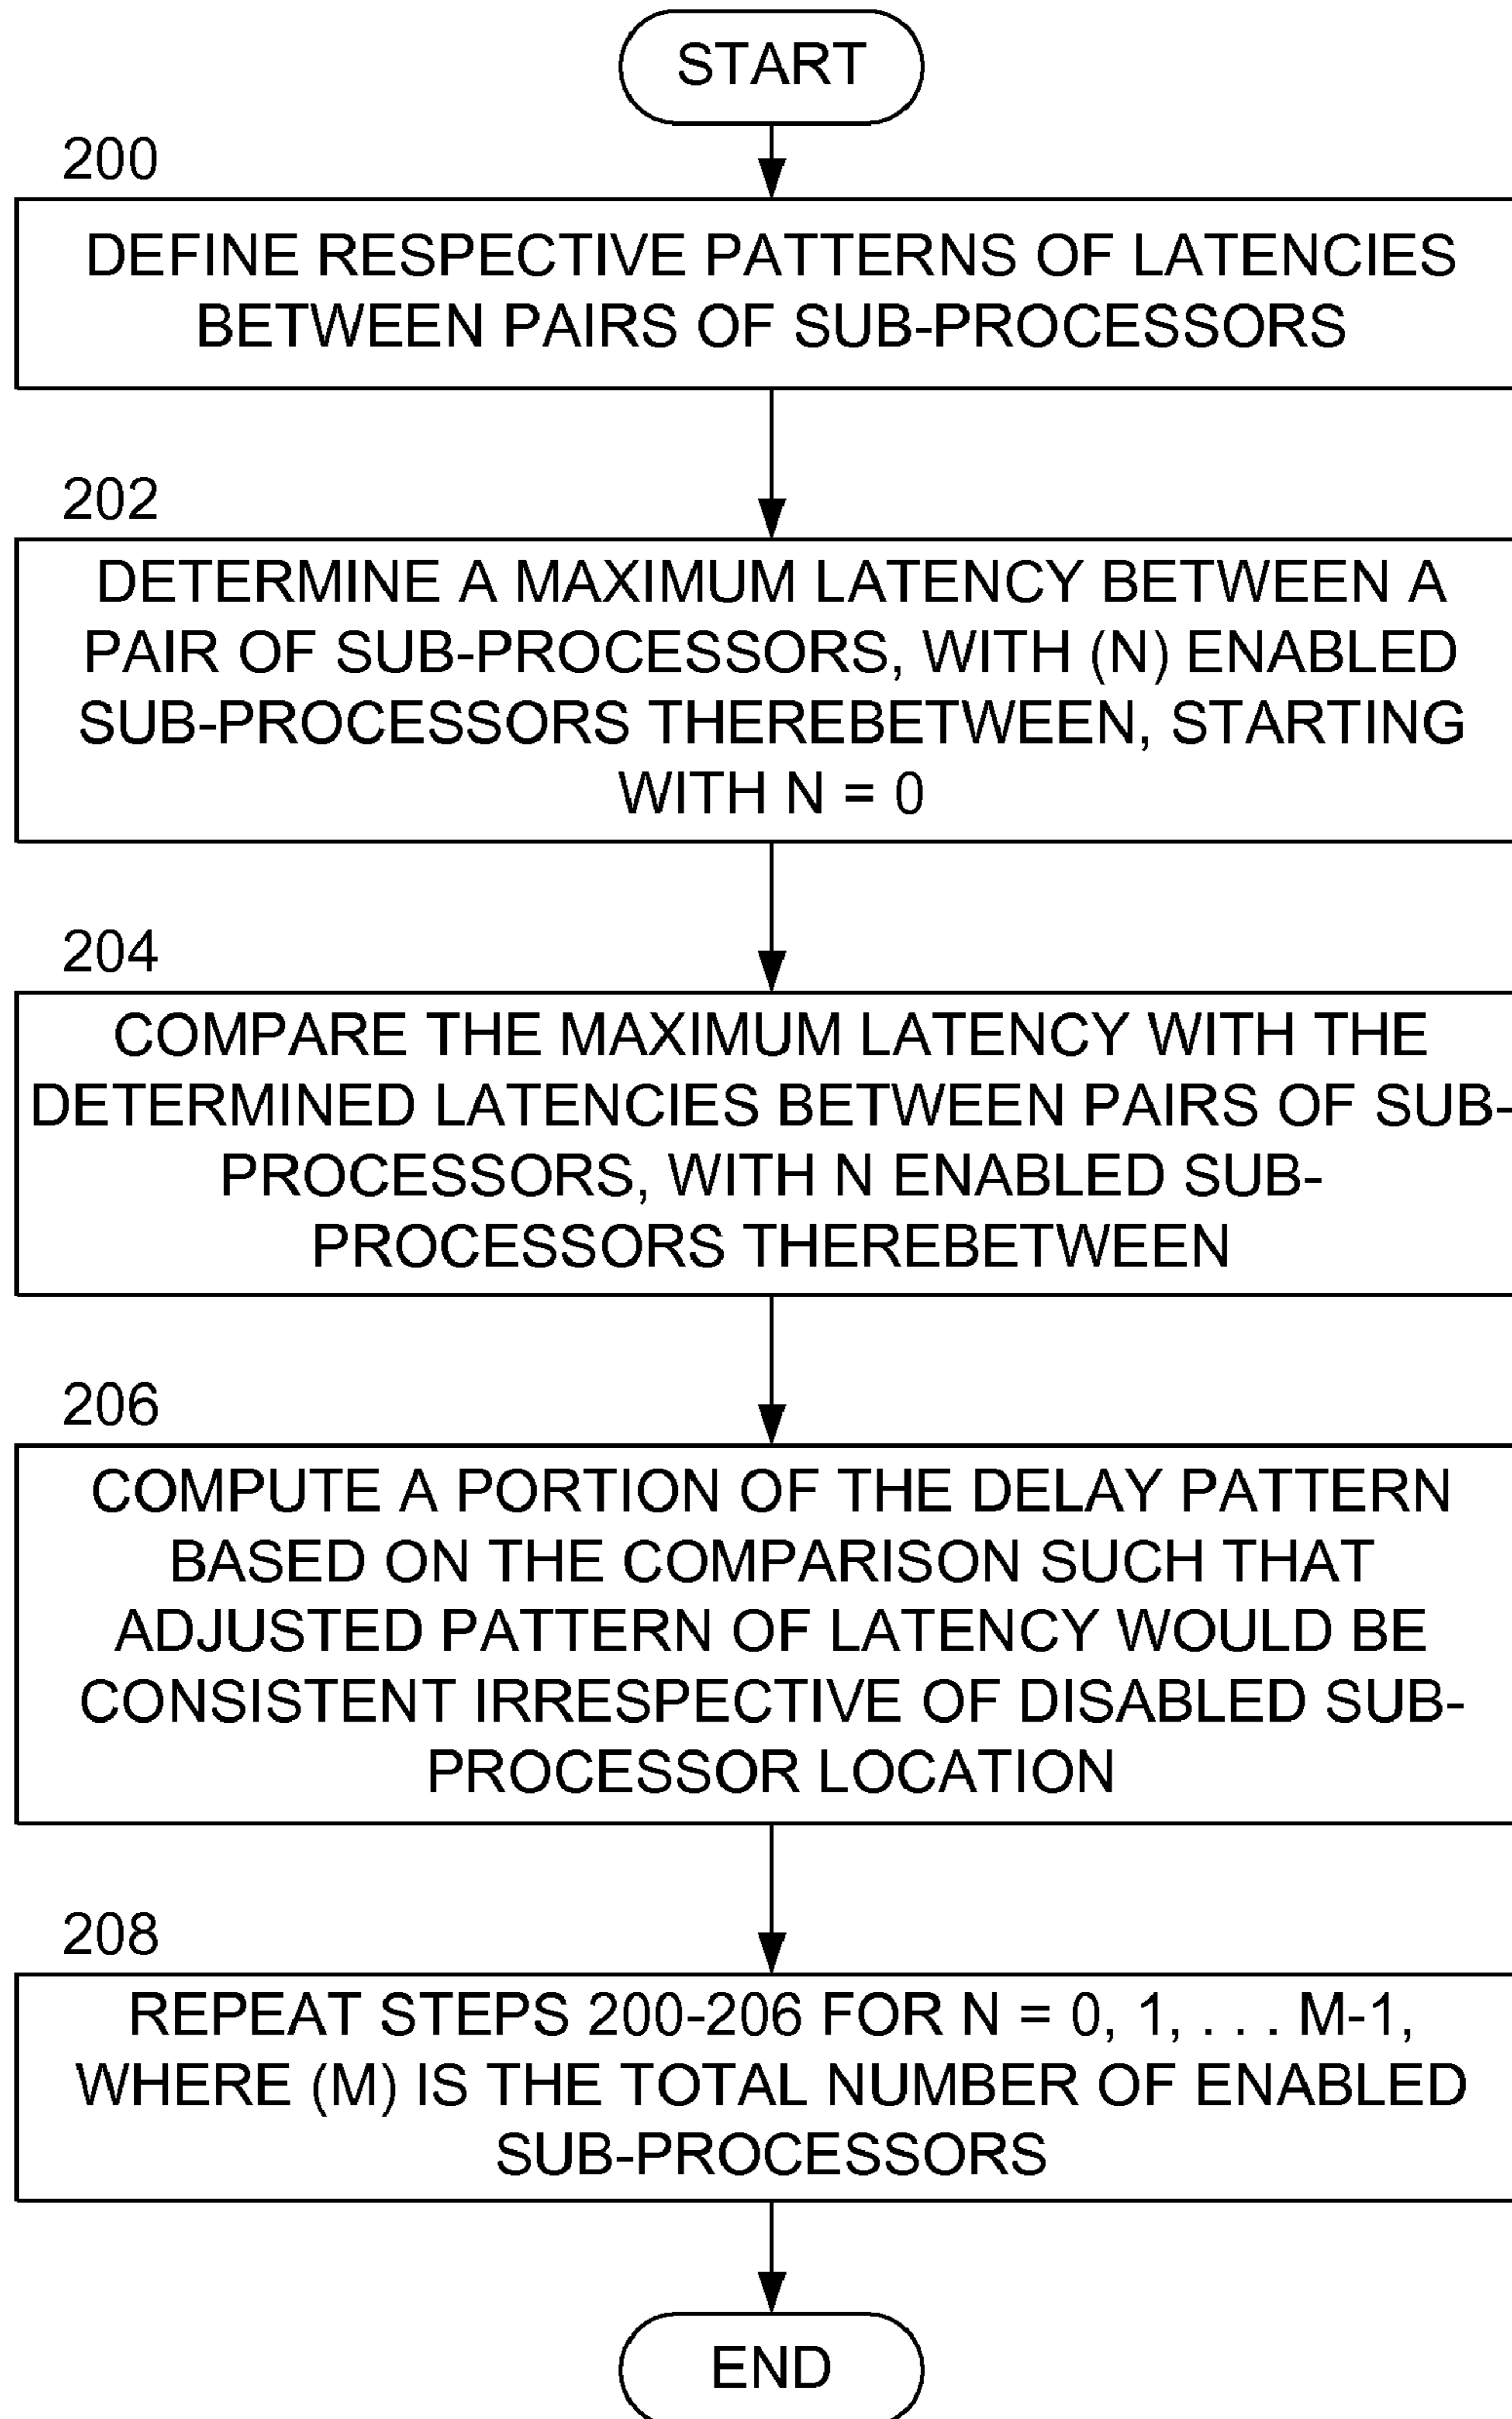 START
200
DEFINE RESPECTIVE PATTERNS OF LATENCIES
BETWEEN PAIRS OF SUB-PROCESSORS
202
DETERMINE A MAXIMUM LATENCY BETWEEN A
PAIR OF SUB-PROCESSORS, WITH (N) ENABLED
SUB-PROCESSORS THEREBETWEEN, STARTING
WITH N = 0
204
COMPARE THE MAXIMUM LATENCY WITH THE
DETERMINED LATENCIES BETWEEN PAIRS OF SUB-
PROCESSORS, WITH N ENABLED SUB-
PROCESSORS THEREBETWEEN
206
COMPUTE A PORTION OF THE DELAY PATTERN
BASED ON THE COMPARISON SUCH THAT
ADJUSTED PATTERN OF LATENCY WOULD BE
CONSISTENT IRRESPECTIVE OF DISABLED SUB-
PROCESSOR LOCATION
208
REPEAT STEPS 200-206 FOR N = 0, 1, . . . M-1,
WHERE (M) IS THE TOTAL NUMBER OF ENABLED
SUB-PROCESSORS
END